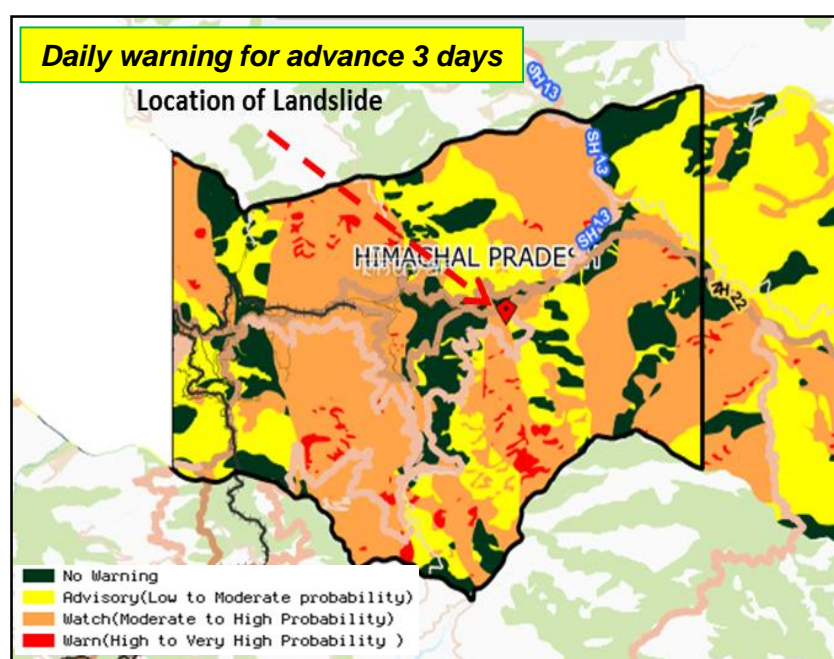 Daily warning for advance 3 days
Location of Landslide
SH 13
SH 13
SH 13
HIMACHAL PRADESH
NH 22
No Warning
Advisory(Low to Moderate probability)
Watch(Moderate to High Probability)
Warn(High to Very High Probability )